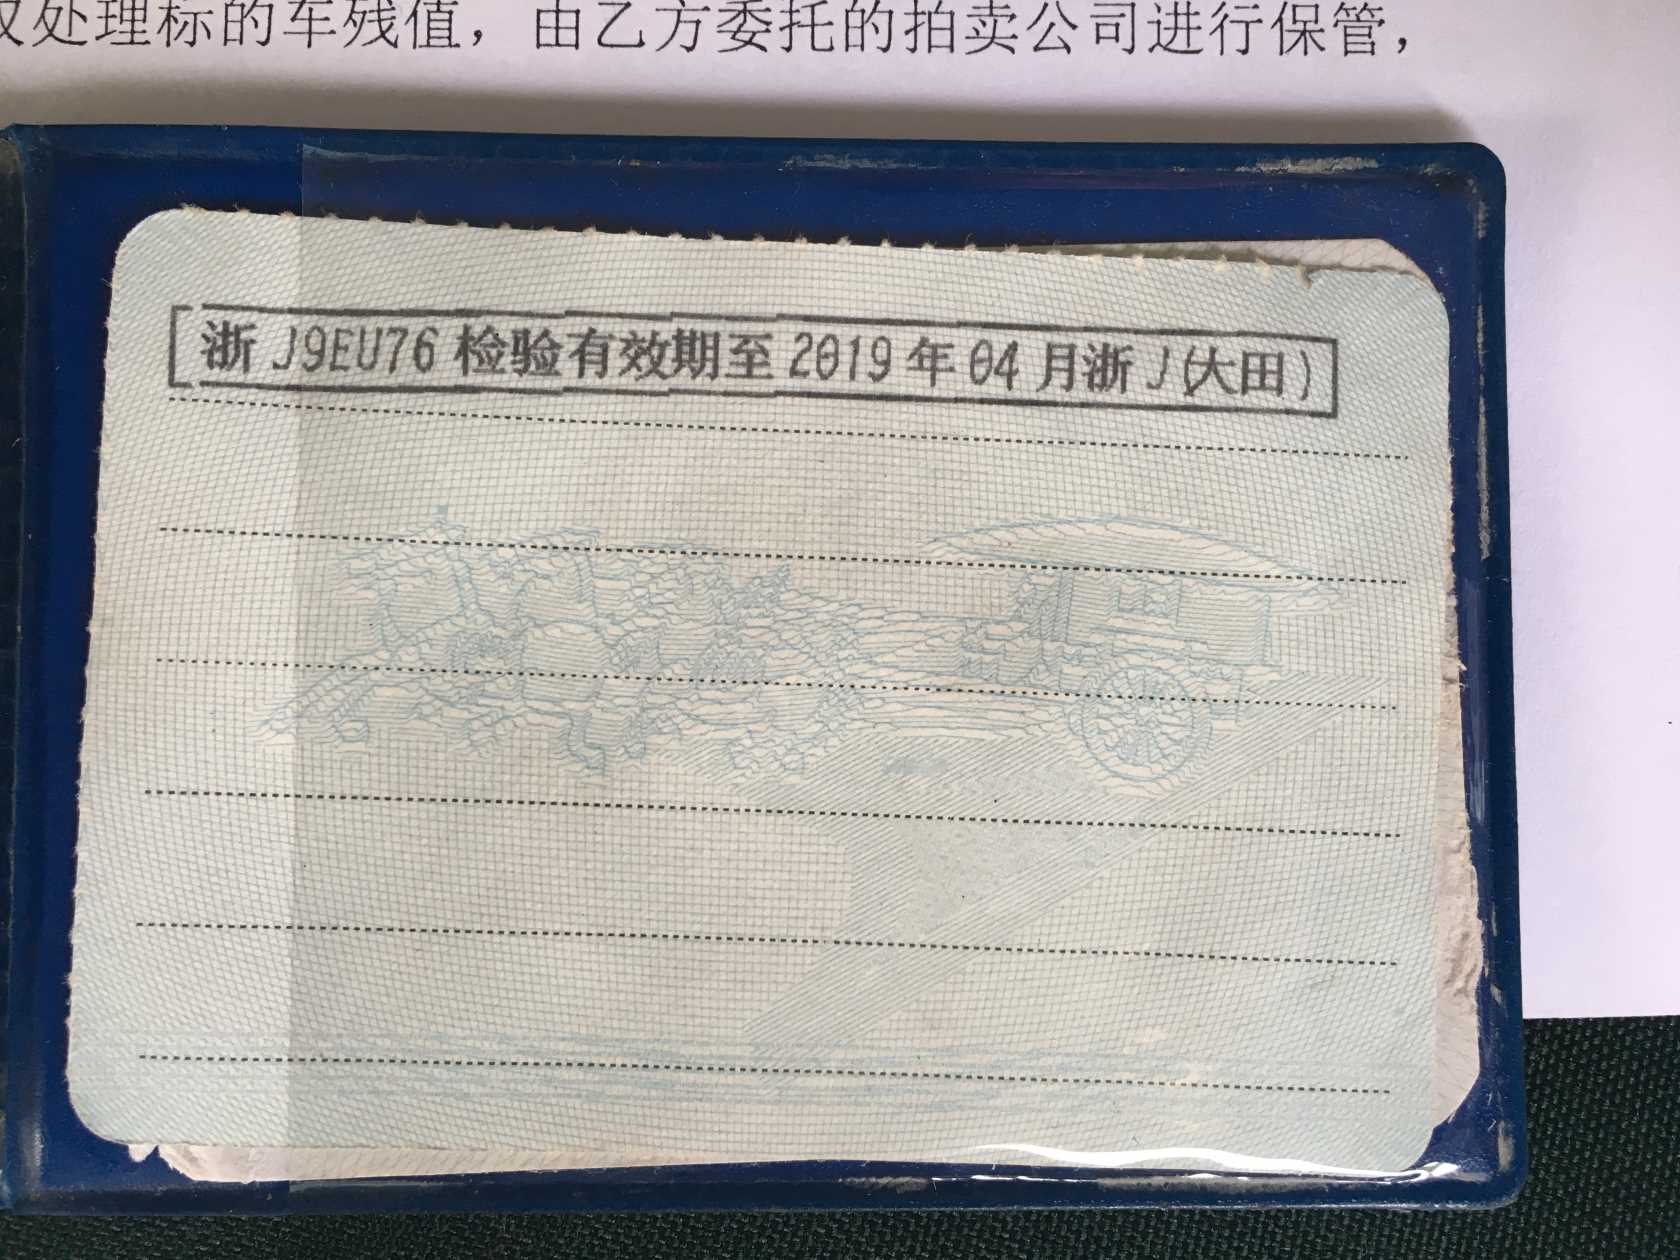 处理标的车残值，由乙方委托的拍卖公司进行保管，
浙J9EU76检验有效期至2019年04月浙J(大田)